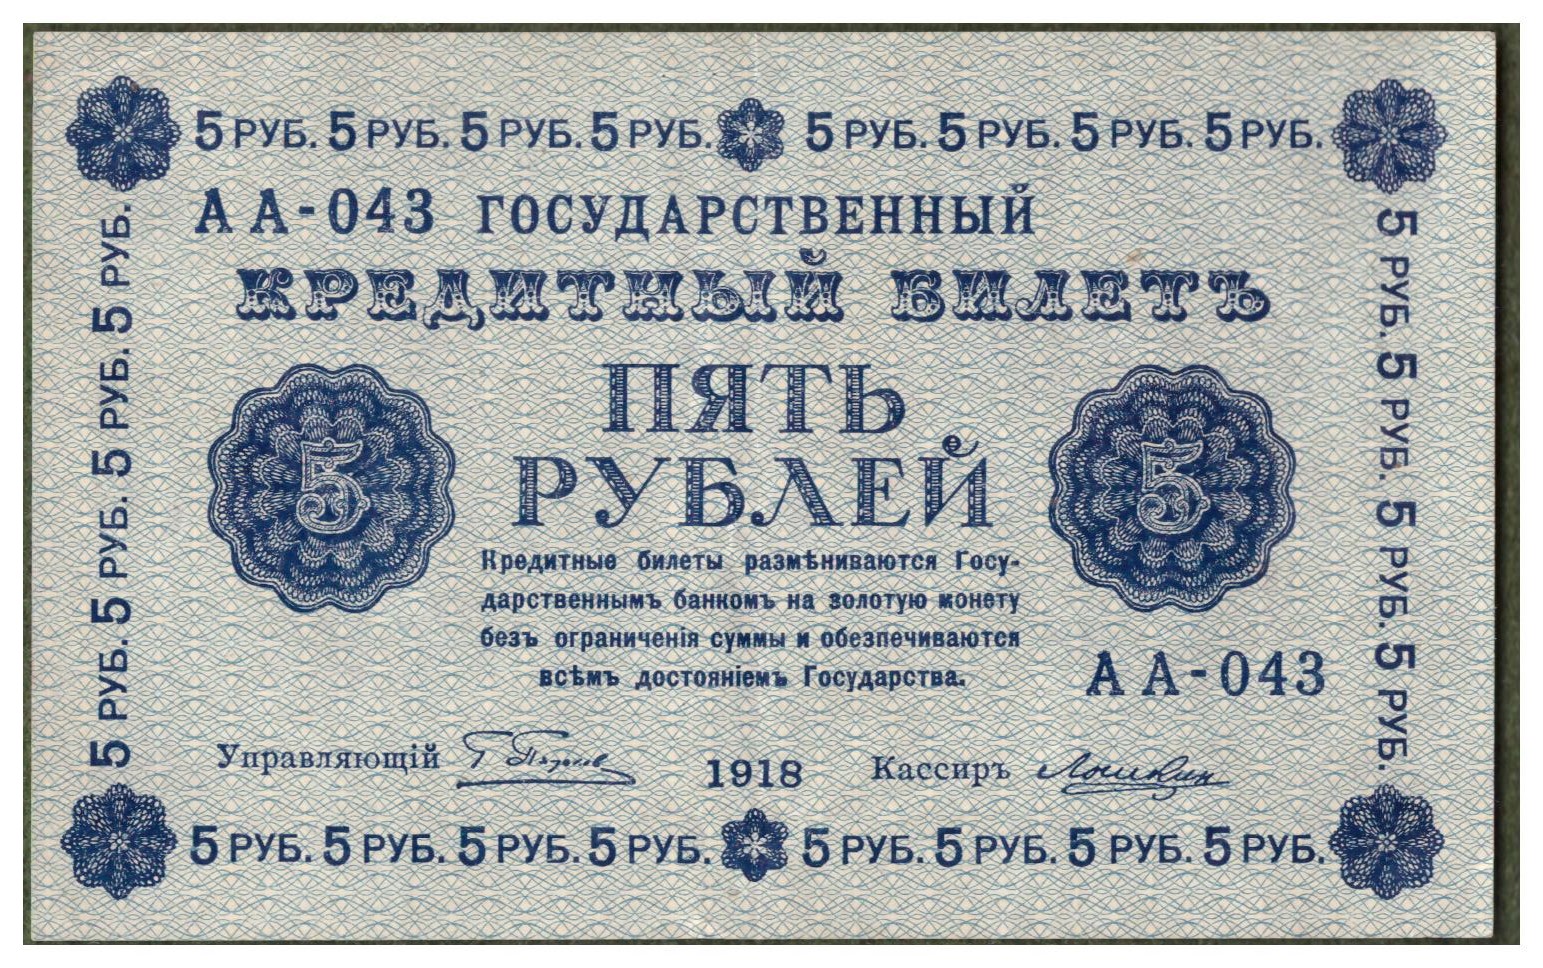 5 РУБ. 5 РУБ. 5 РУБ. 5 РУБ. 5 РУБ. 5 РУБ. 5 РУБ. 5 РУБ.
АА-043 ГОСУДАРСТВЕННЫЙ
КРЕДИТНЫЙ БИЛЕТЪ
ПЯТЬ
РУБЛЕЙ
5
5
Кредитные билеты размѣниваются Госу-
дарственнымъ банкомъ на золотую монету
безъ ограниченія суммы и обезпечиваются
всѣмъ достояніемъ Государства.
АА-043
Управляющій Г. Пятаков 1918 Кассиръ Лошкин
5 РУБ. 5 РУБ. 5 РУБ. 5 РУБ. 5 РУБ. 5 РУБ. 5 РУБ. 5 РУБ.
5 РУБ. 5 РУБ. 5 РУБ. 5 РУБ.
5 РУБ. 5 РУБ. 5 РУБ. 5 РУБ.